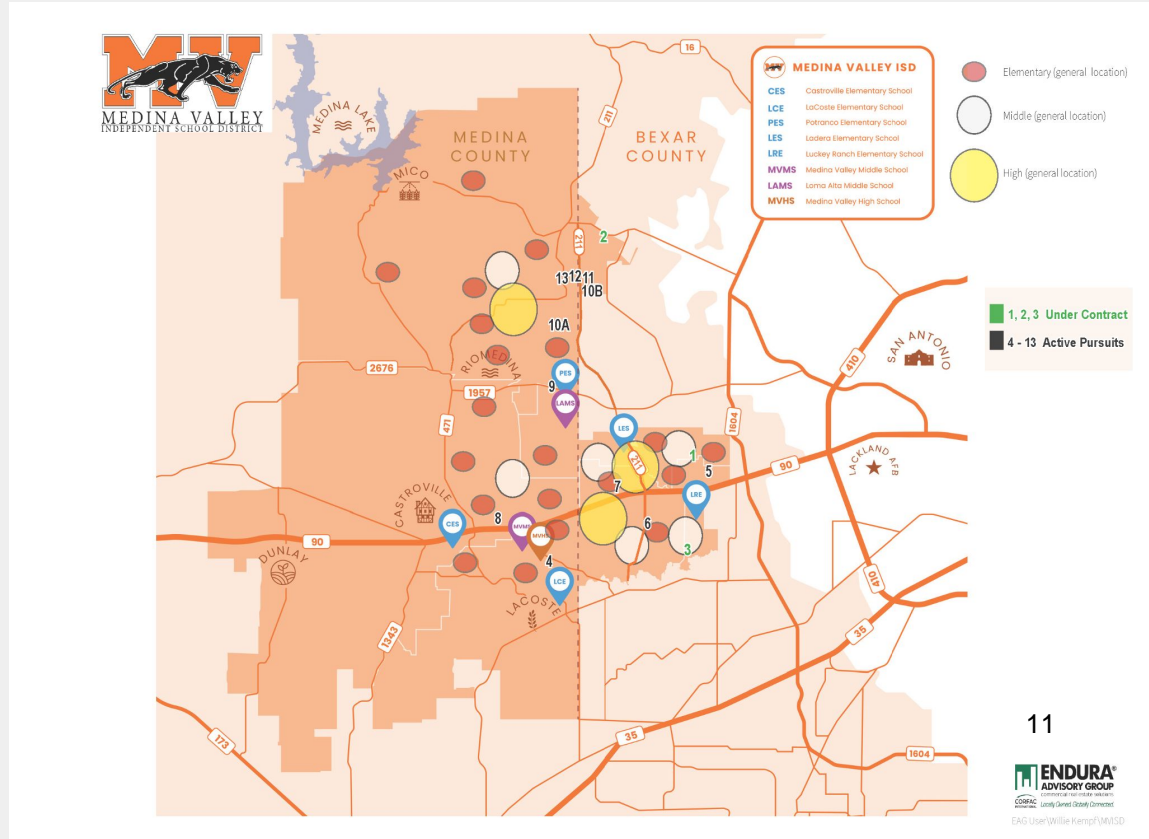 MV
MEDINA VALLEY
INDEPENDENT SCHOOL DISTRICT
MEDINA LAKE
MEDINA
COUNTY
BEXAR
COUNTY
16
211
MICO
MEDINA VALLEY ISD
CES Castroville Elementary School
LCE LaCoste Elementary School
PES Potranco Elementary School
LES Ladera Elementary School
LRE Luckey Ranch Elementary School
MVMS Medina Valley Middle School
LAMS Loma Alta Middle School
MVHS Medina Valley High School
Elementary (general location)
Middle (general location)
High (general location)
211
2
13 12 11
10B
10A
1, 2, 3 Under Contract
4 - 13 Active Pursuits
SAN ANTONIO
410
RIOMEDINA
2676
PES
9
1957
LAMS
471
1604
LES
211
1
5
90
LACKLAND AFB
7
LRE
CASTROVILLE
CES
8
MVMS
MVHS
6
3
90
DUNLAY
4
LCE
LACOSTE
410
1343
35
173
35
1604
11
ENDURA®
ADVISORY GROUP
commercial real estate solutions
CORFAC
INTERNATIONAL
Locally Owned. Globally Connected.
EAG User\Willie Kempf\MVISD